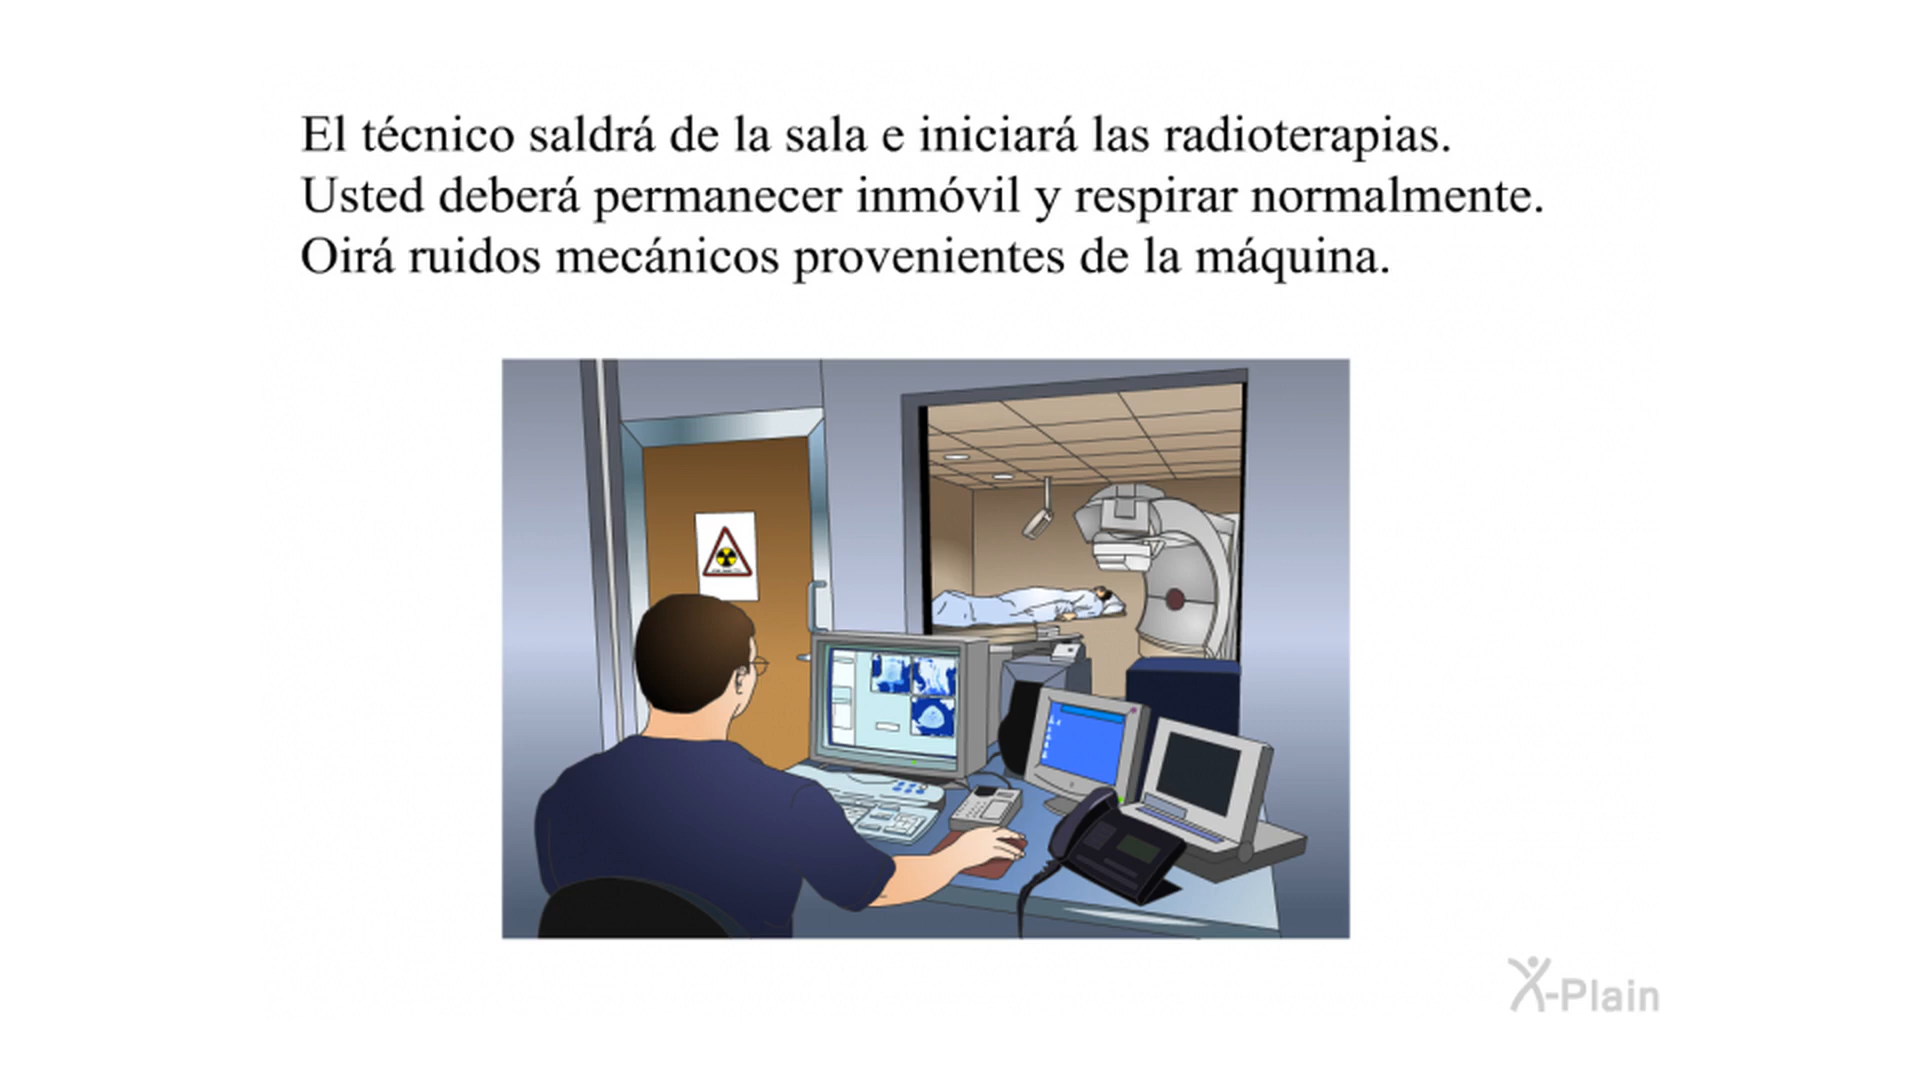 El técnico saldrá de la sala e iniciará las radioterapias.
Usted deberá permanecer inmóvil y respirar normalmente.
Oirá ruidos mecánicos provenientes de la máquina.
X-Plain